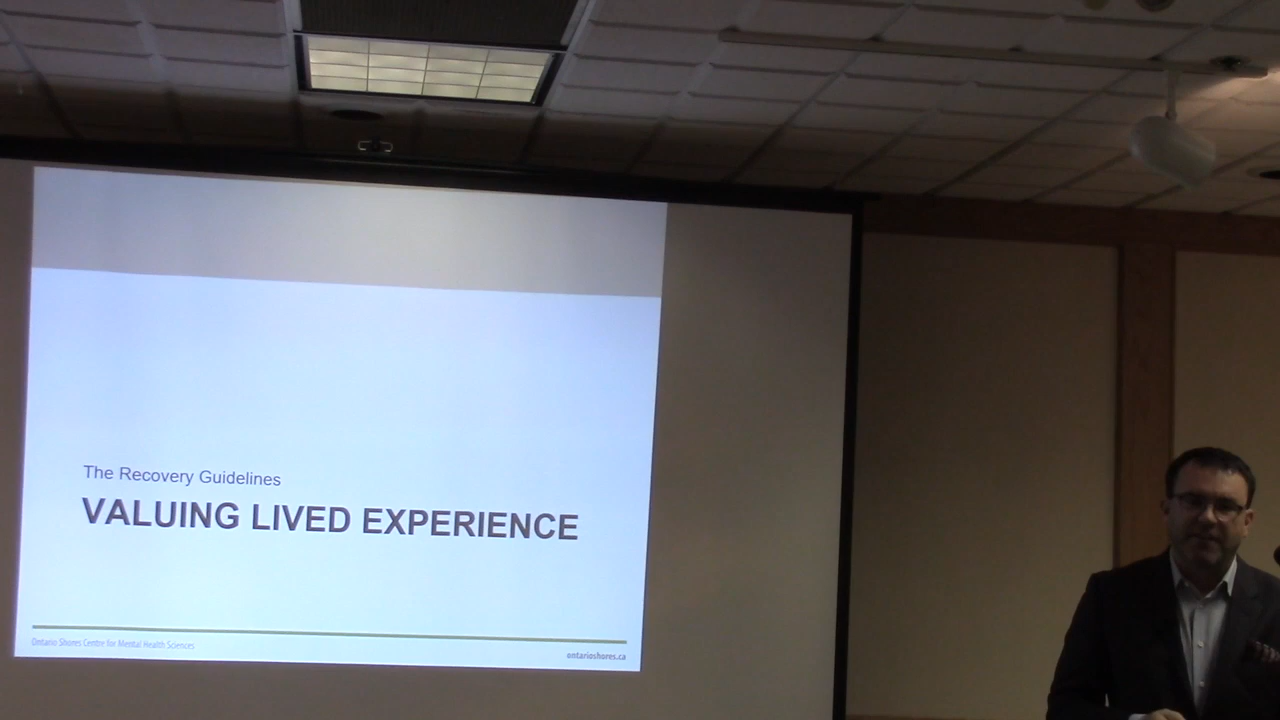 The Recovery Guidelines
VALUING LIVED EXPERIENCE
Ontario Shores Centre for Mental Health Sciences
ontarioshores.ca